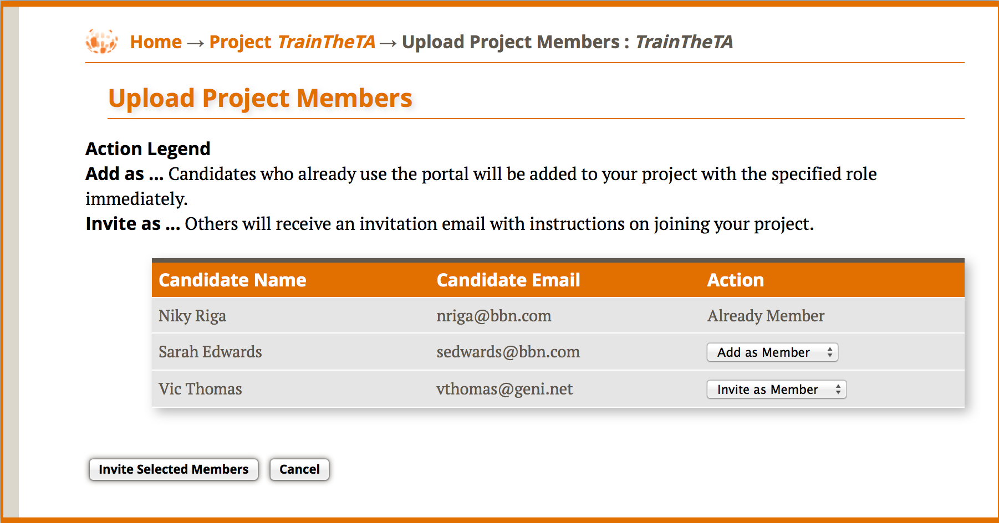 Home → Project TrainTheTA → Upload Project Members : TrainTheTA
Upload Project Members
Action Legend
Add as ... Candidates who already use the portal will be added to your project with the specified role
immediately.
Invite as ... Others will receive an invitation email with instructions on joining your project.
Candidate Name Candidate Email Action
Niky Riga nriga@bbn.com Already Member
Sarah Edwards sedwards@bbn.com Add as Member
Vic Thomas vthomas@geni.net Invite as Member
Invite Selected Members Cancel